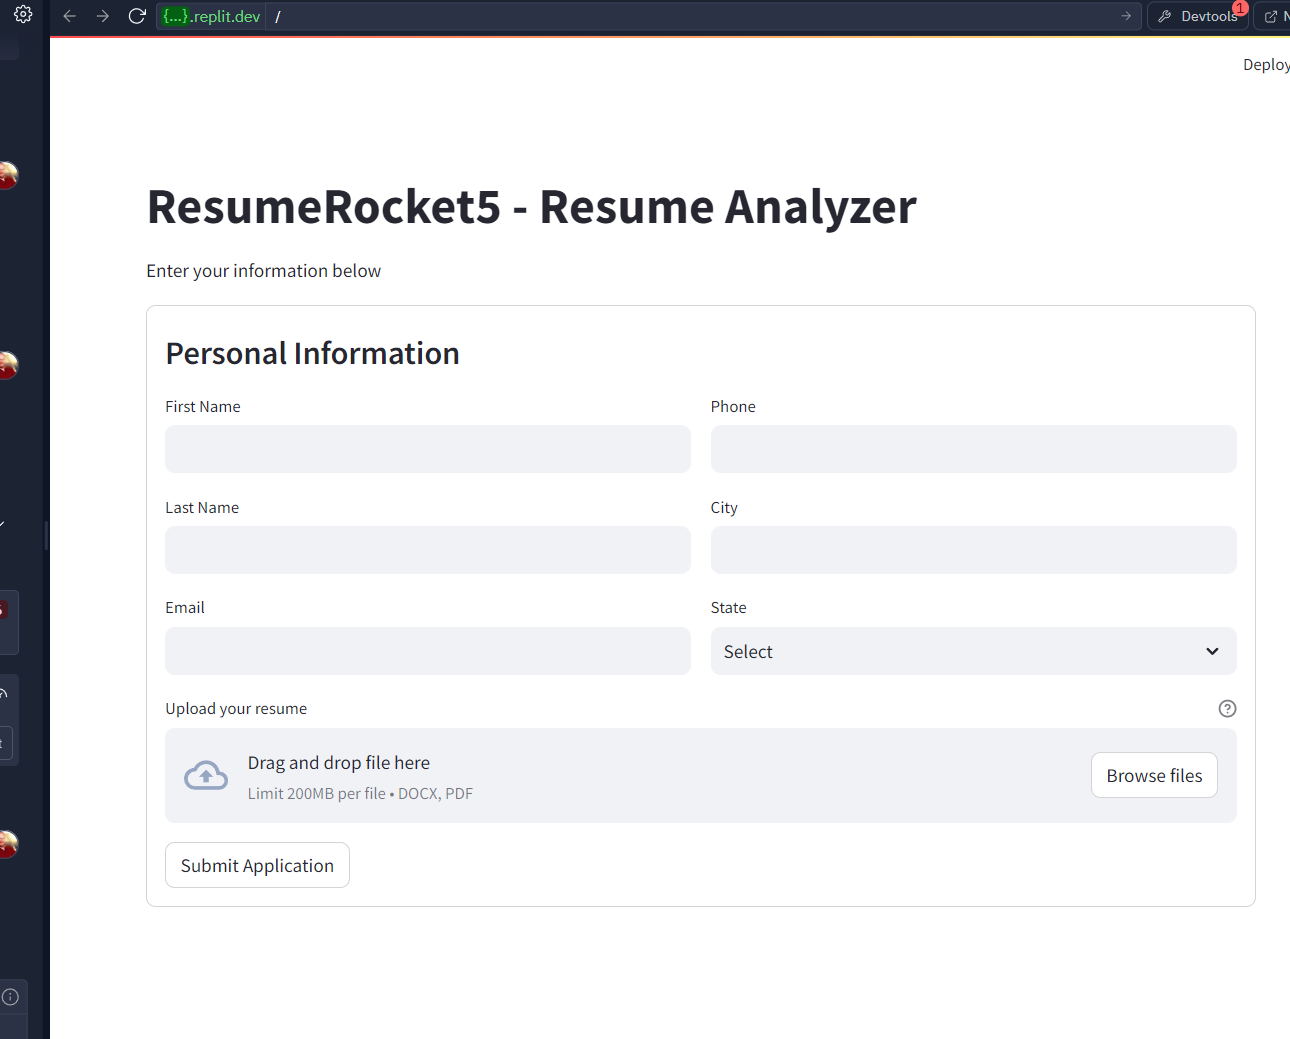 {...}.replit.dev /
Devtools 1
Deploy
ResumeRocket5 - Resume Analyzer
Enter your information below
Personal Information
First Name
Phone
Last Name
City
Email
State
Select
Upload your resume
Drag and drop file here
Limit 200MB per file • DOCX, PDF
Browse files
Submit Application